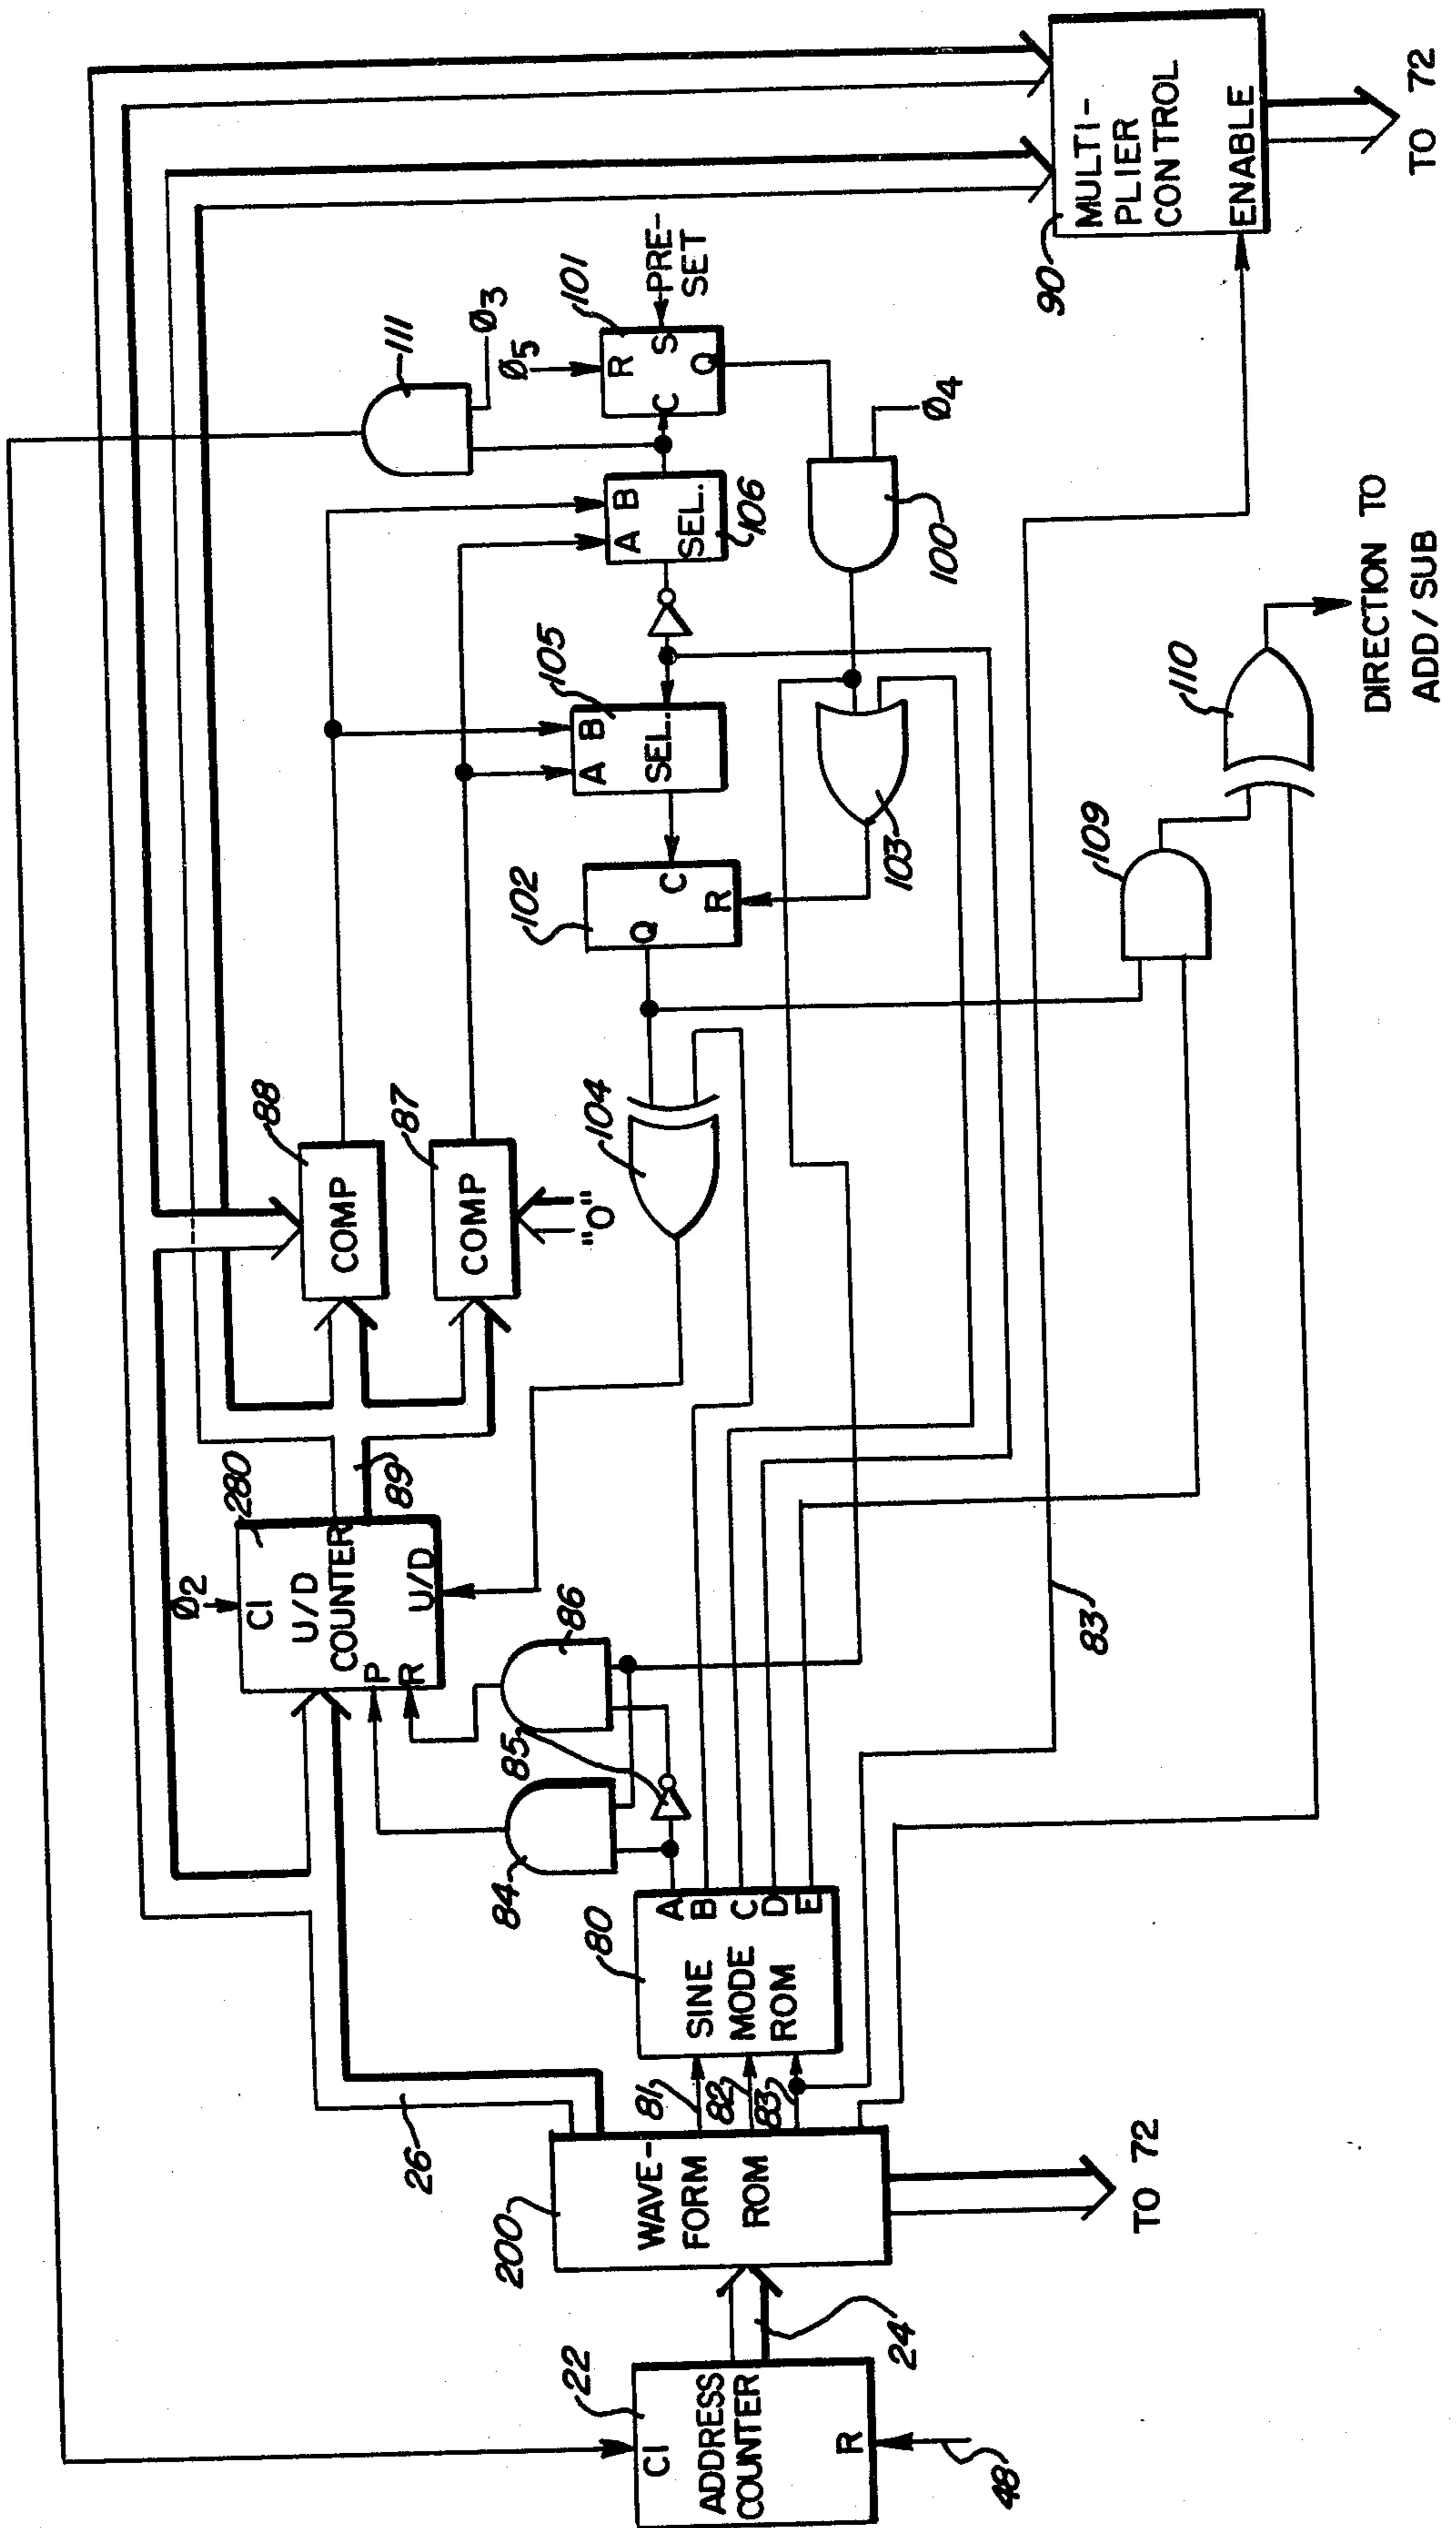 22
CI
ADDRESS
COUNTER
R
48
24
200
WAVE-
FORM
ROM
TO 72
26
81
82
83
80
SINE
MODE
ROM
A
B
C
D
E
84
85
86
Ø2
280
CI
U/D
COUNTER
P
R
U/D
89
83
88
COMP
87
COMP
"O"
104
102
Q
C
R
105
A B
SEL.
103
106
A B
SEL.
100
Ø4
111
Ø3
Ø5
101
R
C S
Q
PRE-
SET
109
110
DIRECTION TO
ADD/SUB
90
MULTI-
PLIER
CONTROL
ENABLE
TO 72